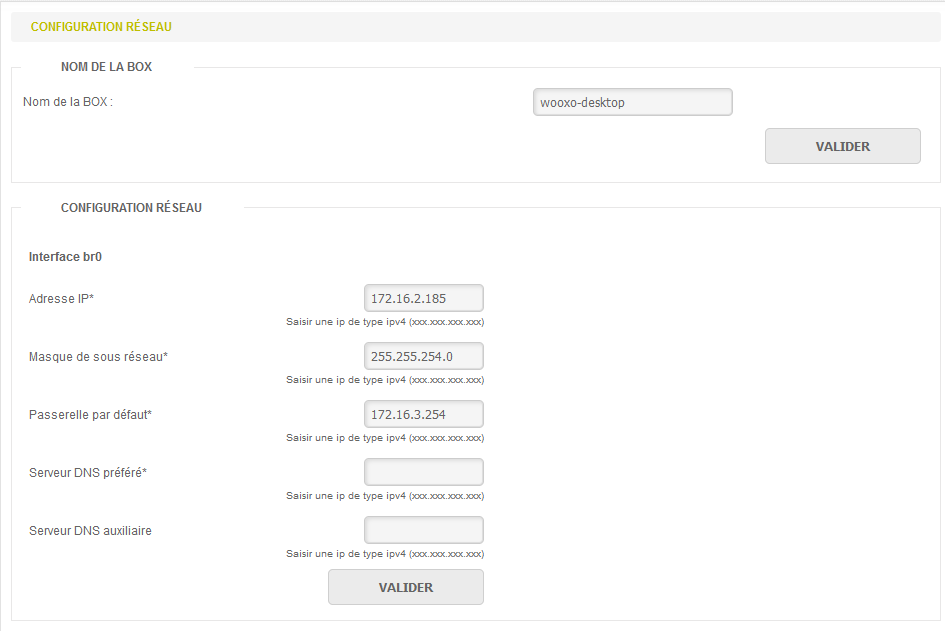 CONFIGURATION RÉSEAU
NOM DE LA BOX
Nom de la BOX :
wooxo-desktop
VALIDER
CONFIGURATION RÉSEAU
Interface br0
Adresse IP*
172.16.2.185
Saisir une ip de type ipv4 (xxx.xxx.xxx.xxx)
Masque de sous réseau*
255.255.254.0
Saisir une ip de type ipv4 (xxx.xxx.xxx.xxx)
Passerelle par défaut*
172.16.3.254
Saisir une ip de type ipv4 (xxx.xxx.xxx.xxx)
Serveur DNS préféré*
Saisir une ip de type ipv4 (xxx.xxx.xxx.xxx)
Serveur DNS auxiliaire
Saisir une ip de type ipv4 (xxx.xxx.xxx.xxx)
VALIDER